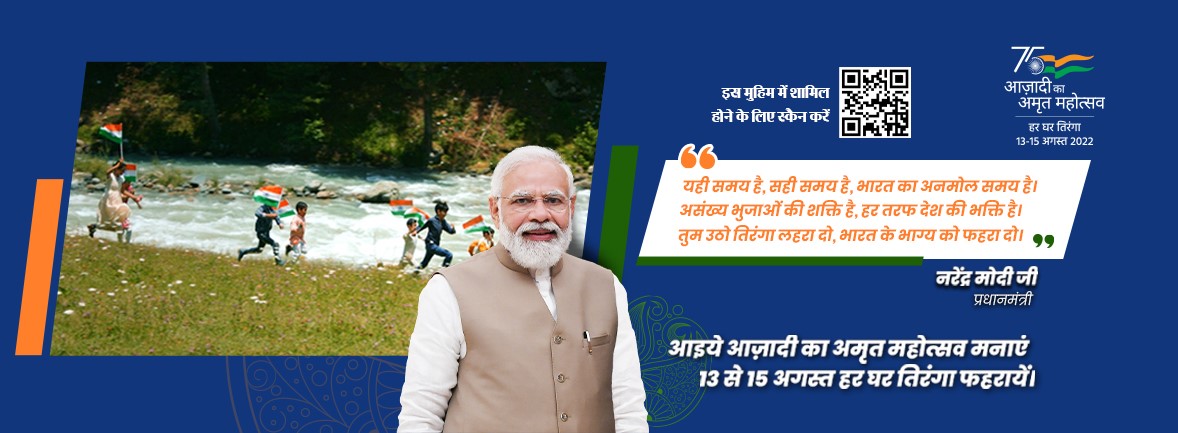 इस मुहिम में शामिल
होने के लिए स्कैन करें
75
आज़ादी का
अमृत महोत्सव
हर घर तिरंगा
13-15 अगस्त 2022
यही समय है, सही समय है, भारत का अनमोल समय है।
असंख्य भुजाओं की शक्ति है, हर तरफ देश की भक्ति है।
तुम उठो तिरंगा लहरा दो, भारत के भाग्य को फहरा दो।
नरेंद्र मोदी जी
प्रधानमंत्री
आइये आज़ादी का अमृत महोत्सव मनाएं
13 से 15 अगस्त हर घर तिरंगा फहरायें।